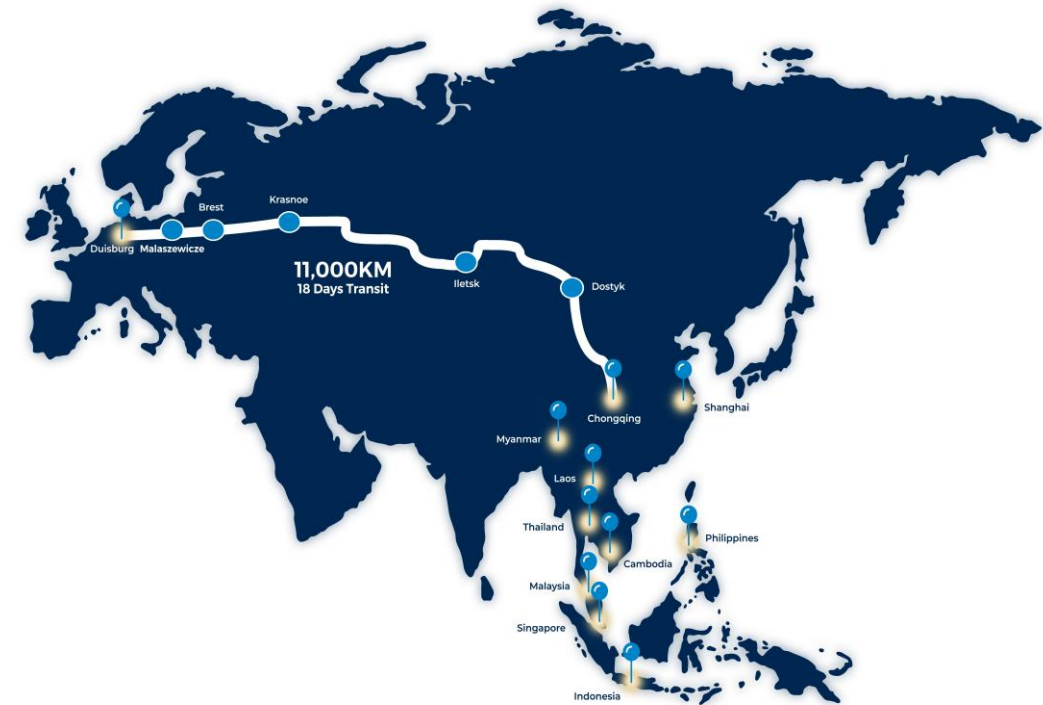 Krasnoe
Brest
Duisburg
Malaszewicze
11,000KM
18 Days Transit
Iletsk
Dostyk
Chongqing
Shanghai
Myanmar
Laos
Thailand
Philippines
Cambodia
Malaysia
Singapore
Indonesia